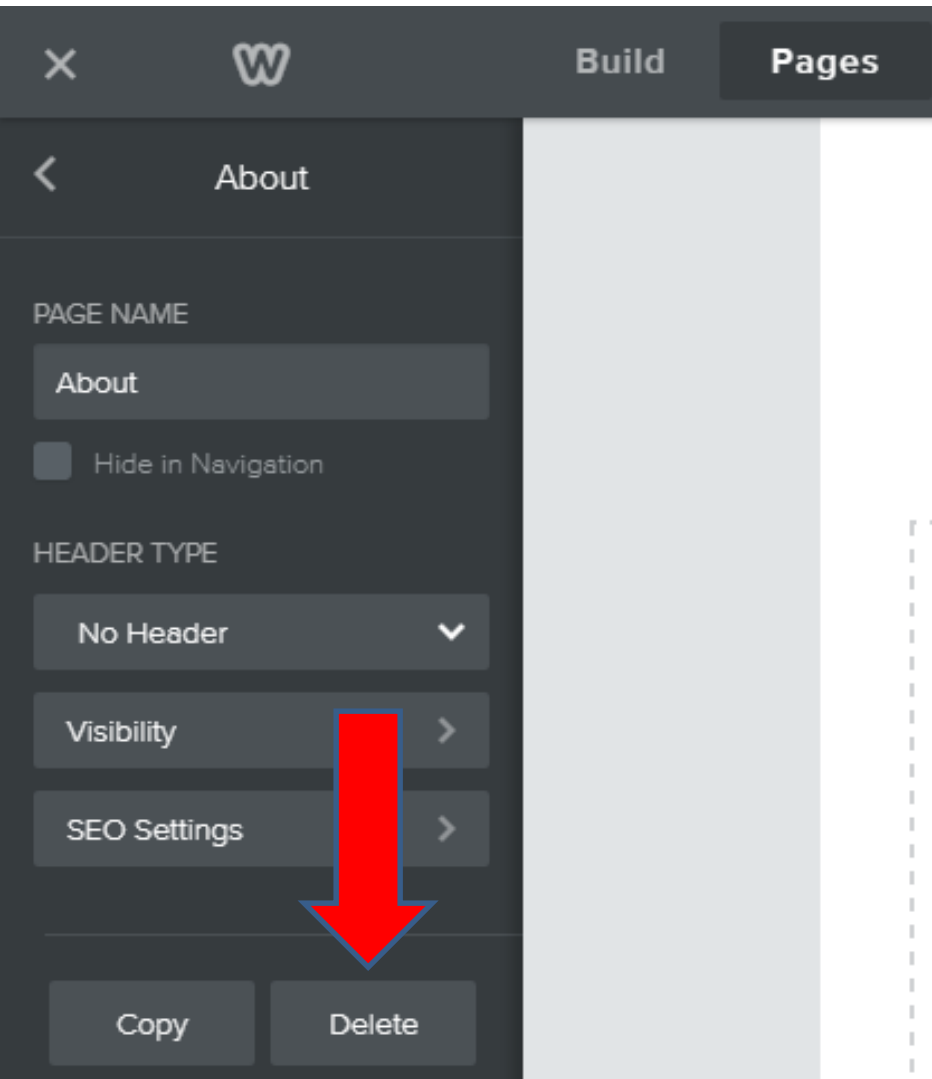 Build Pages
About
PAGE NAME
About
Hide in Navigation
HEADER TYPE
No Header
Visibility
SEO Settings
Copy Delete